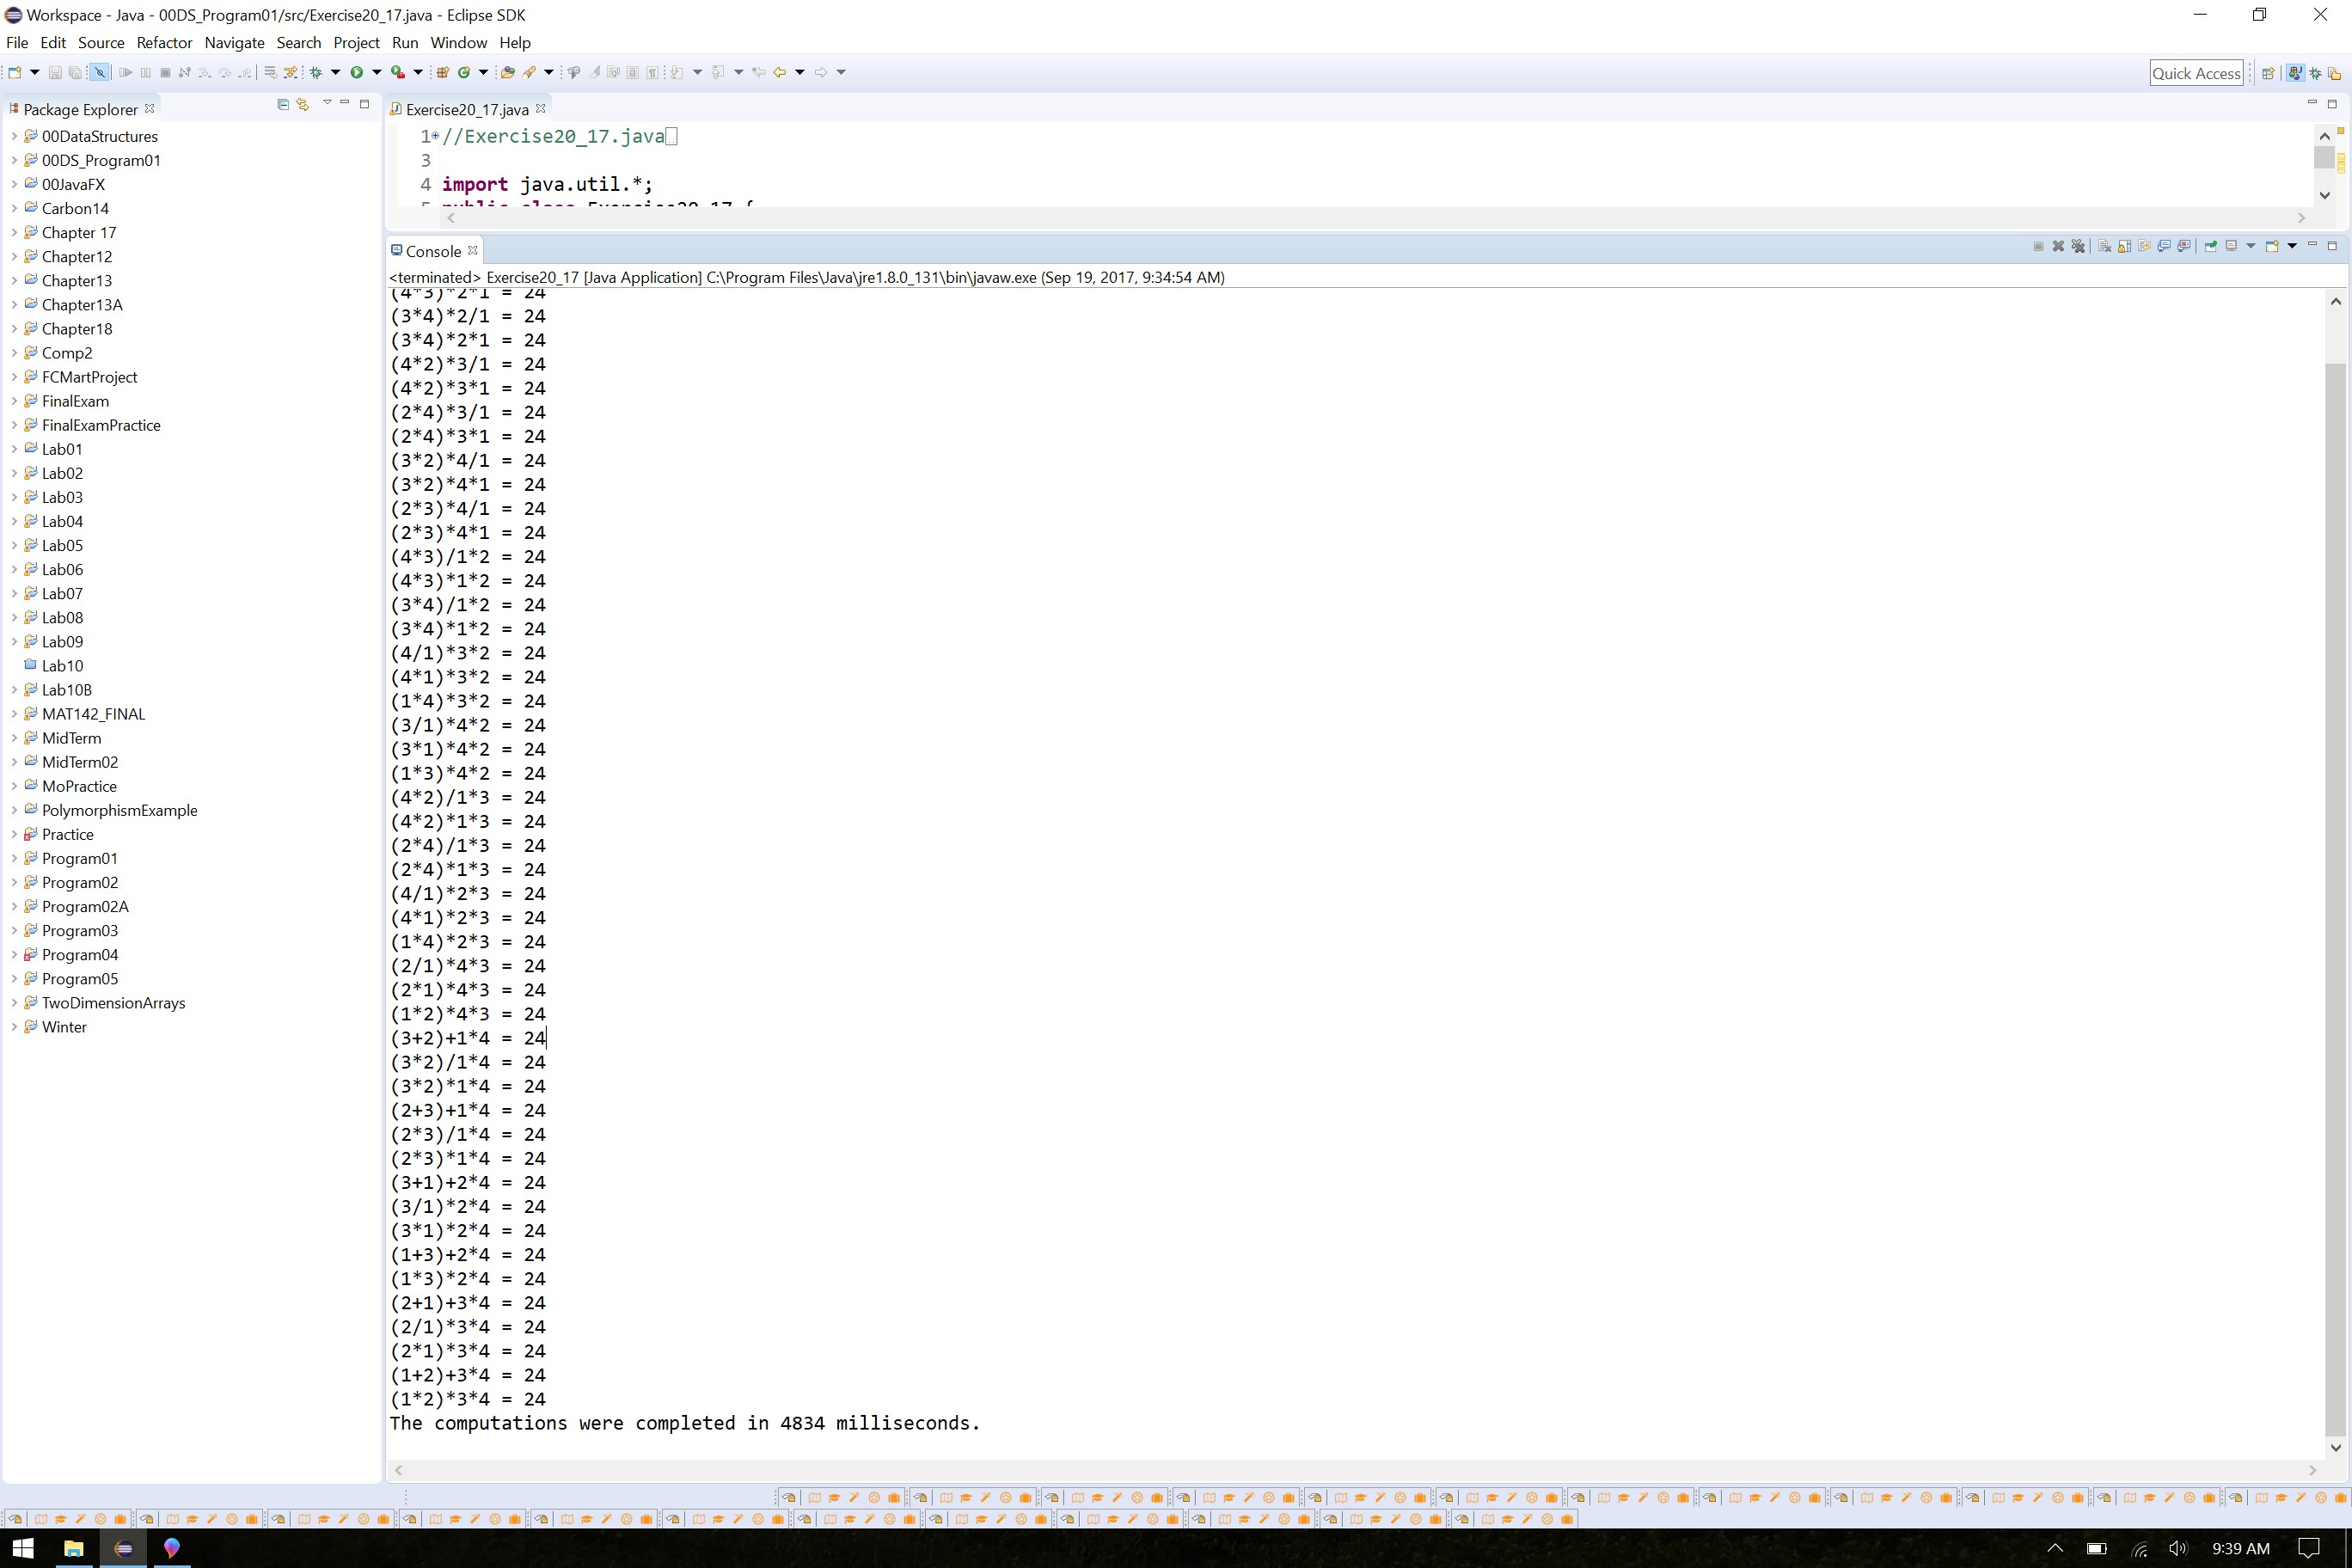 Workspace - Java - 00DS_Program01/src/Exercise20_17.java - Eclipse SDK
File Edit Source Refactor Navigate Search Project Run Window Help
Quick Access
Package Explorer
00DataStructures
00DS_Program01
00JavaFX
Carbon14
Chapter 17
Chapter12
Chapter13
Chapter13A
Chapter18
Comp2
FCMartProject
FinalExam
FinalExamPractice
Lab01
Lab02
Lab03
Lab04
Lab05
Lab06
Lab07
Lab08
Lab09
Lab10
Lab10B
MAT142_FINAL
MidTerm
MidTerm02
MoPractice
PolymorphismExample
Practice
Program01
Program02
Program02A
Program03
Program04
Program05
TwoDimensionArrays
Winter
Exercise20_17.java
1 //Exercise20_17.java
3
4 import java.util.*;
5 public class Exercise20_17 {
Console
<terminated> Exercise20_17 [Java Application] C:\Program Files\Java\jre1.8.0_131\bin\javaw.exe (Sep 19, 2017, 9:34:54 AM)
(4*3)*2*1 = 24
(3*4)*2/1 = 24
(3*4)*2*1 = 24
(4*2)*3/1 = 24
(4*2)*3*1 = 24
(2*4)*3/1 = 24
(2*4)*3*1 = 24
(3*2)*4/1 = 24
(3*2)*4*1 = 24
(2*3)*4/1 = 24
(2*3)*4*1 = 24
(4*3)/1*2 = 24
(4*3)*1*2 = 24
(3*4)/1*2 = 24
(3*4)*1*2 = 24
(4/1)*3*2 = 24
(4*1)*3*2 = 24
(1*4)*3*2 = 24
(3/1)*4*2 = 24
(3*1)*4*2 = 24
(1*3)*4*2 = 24
(4*2)/1*3 = 24
(4*2)*1*3 = 24
(2*4)/1*3 = 24
(2*4)*1*3 = 24
(4/1)*2*3 = 24
(4*1)*2*3 = 24
(1*4)*2*3 = 24
(2/1)*4*3 = 24
(2*1)*4*3 = 24
(1*2)*4*3 = 24
(3+2)+1*4 = 24
(3*2)/1*4 = 24
(3*2)*1*4 = 24
(2+3)+1*4 = 24
(2*3)/1*4 = 24
(2*3)*1*4 = 24
(3+1)+2*4 = 24
(3/1)*2*4 = 24
(3*1)*2*4 = 24
(1+3)+2*4 = 24
(1*3)*2*4 = 24
(2+1)+3*4 = 24
(2/1)*3*4 = 24
(2*1)*3*4 = 24
(1+2)+3*4 = 24
(1*2)*3*4 = 24
The computations were completed in 4834 milliseconds.
9:39 AM